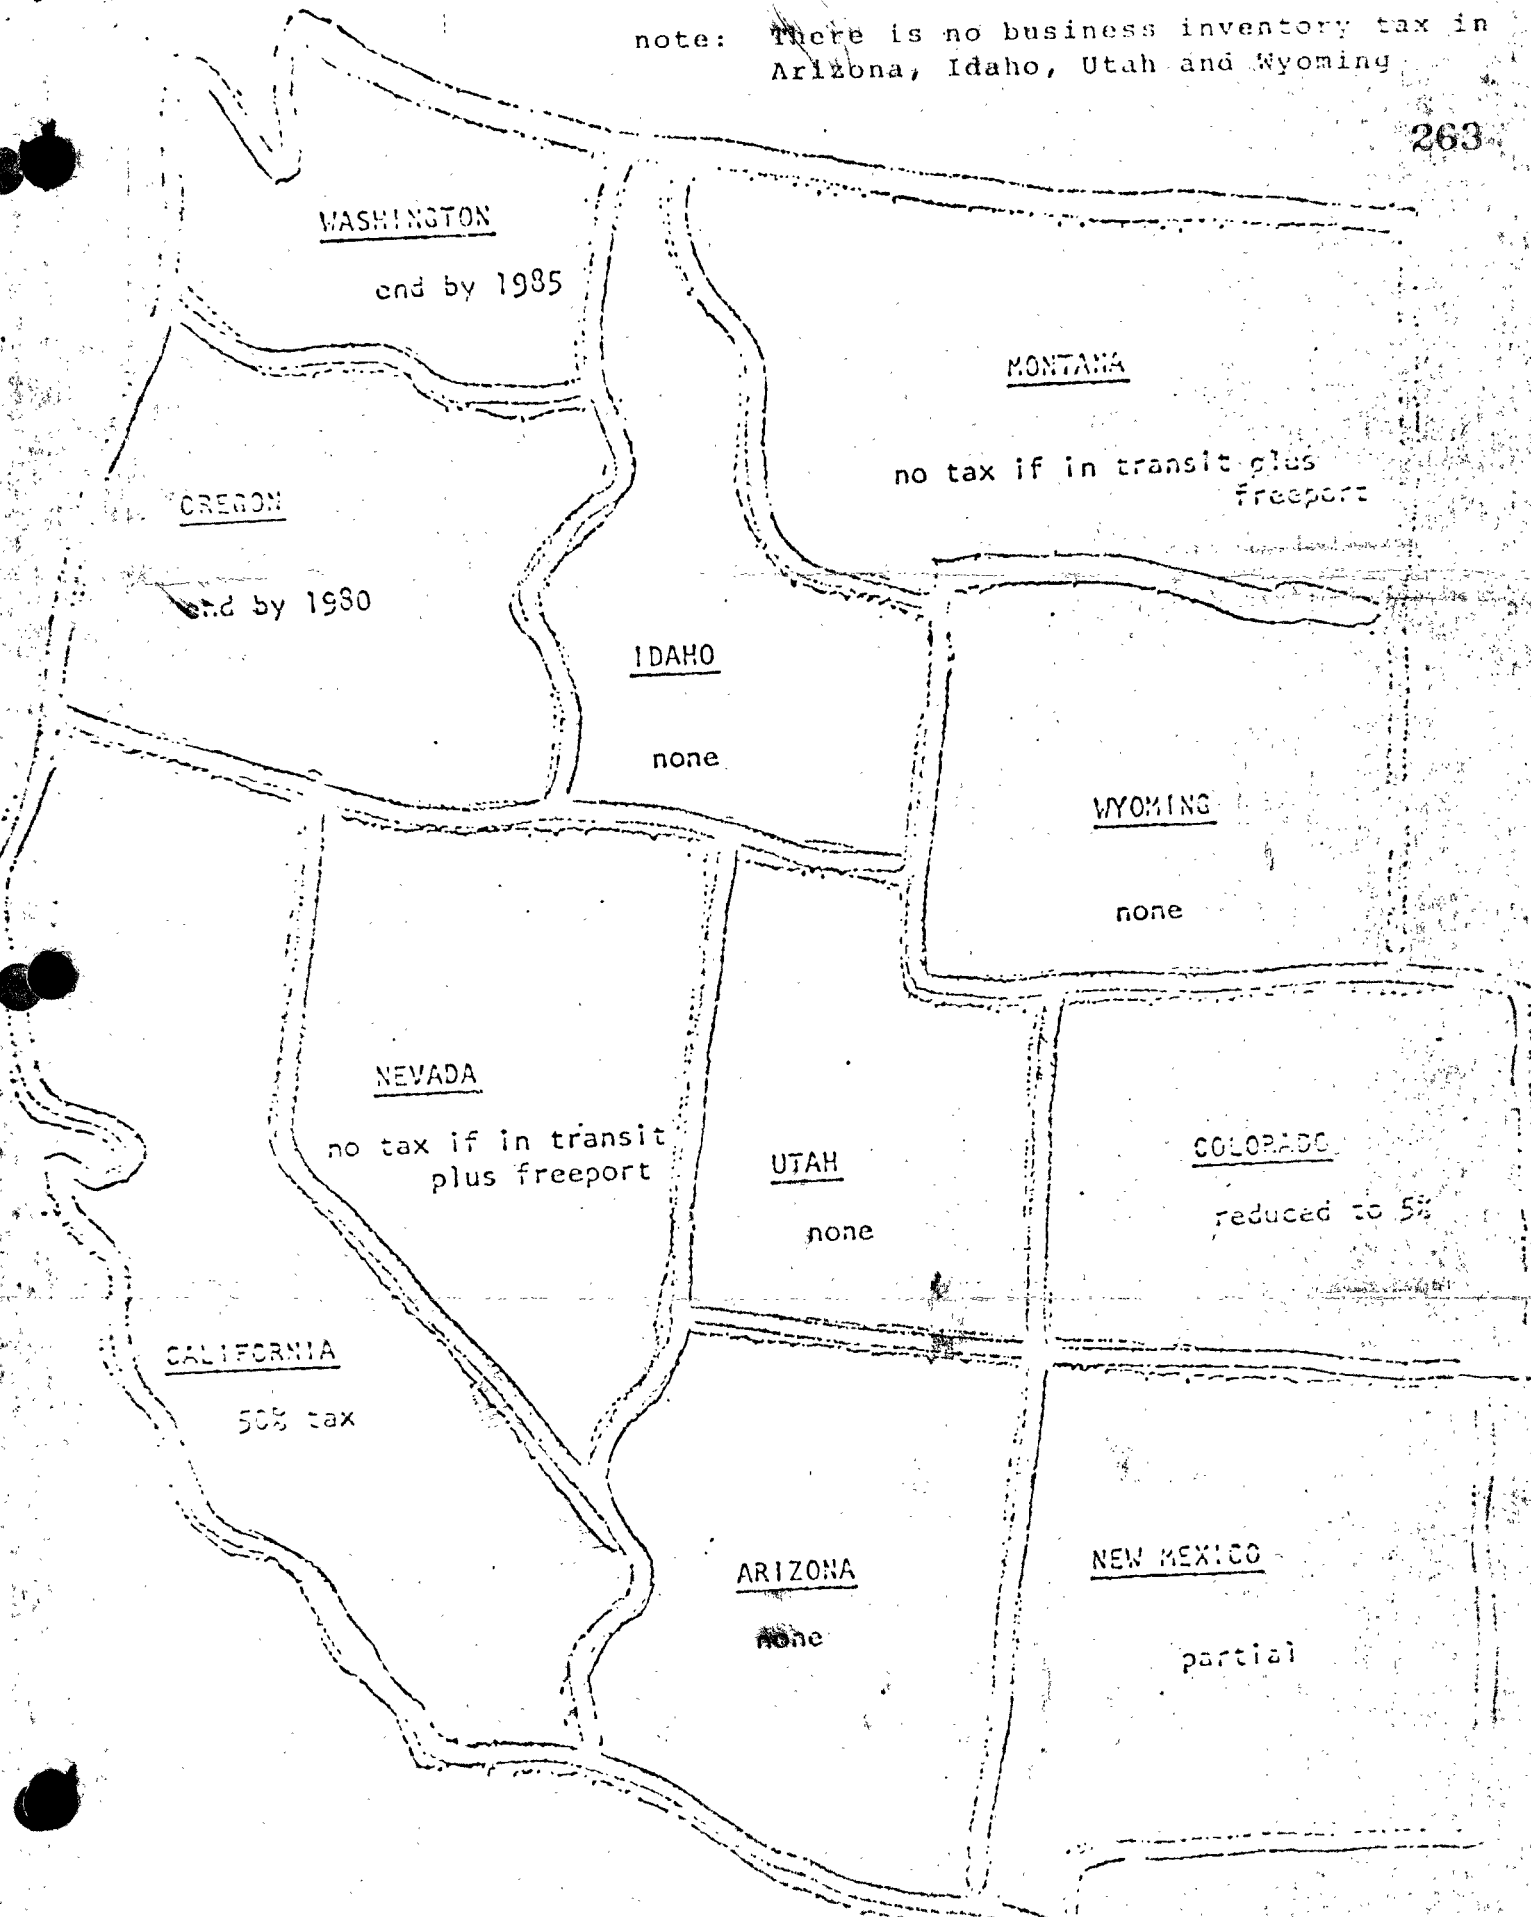 note: There is no business inventory tax in
Arizona, Idaho, Utah and Wyoming
263
WASHINGTON
end by 1985
MONTANA
no tax if in transit plus
freeport
OREGON
end by 1980
IDAHO
none
WYOMING
none
NEVADA
no tax if in transit
plus freeport
UTAH
none
COLORADO
reduced to 5%
CALIFORNIA
50% tax
ARIZONA
none
NEW MEXICO
partial